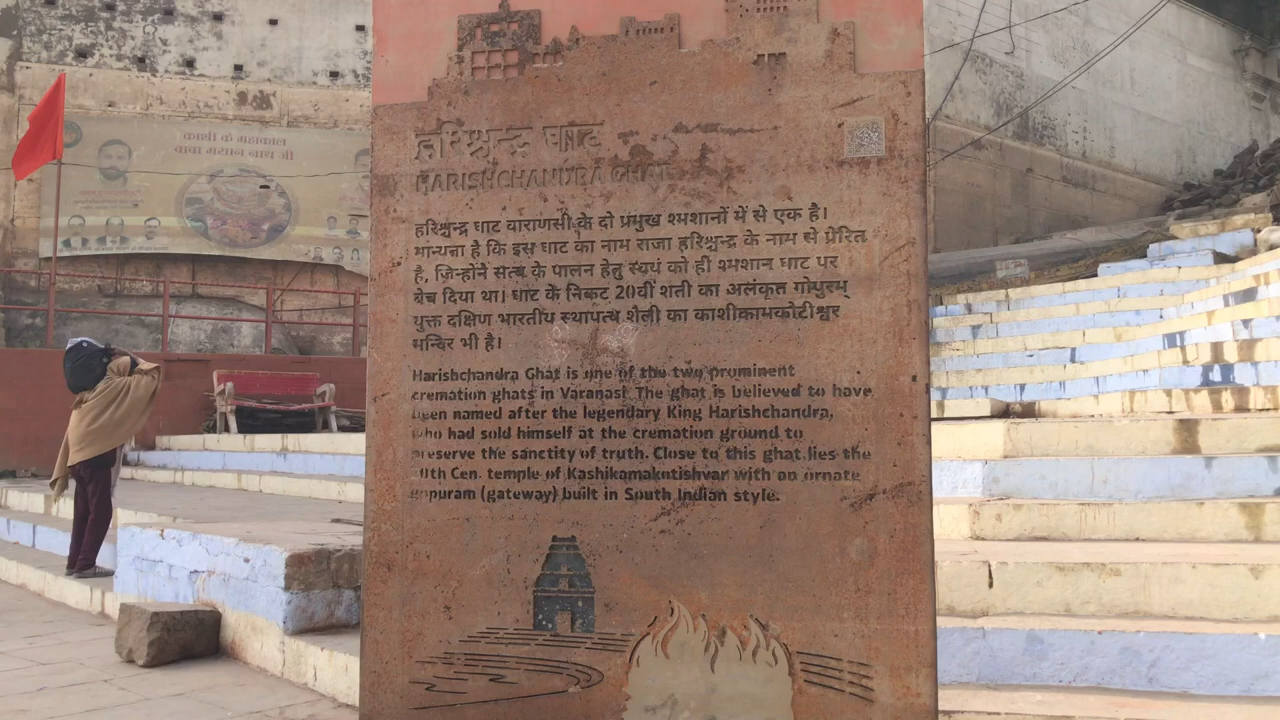 काशी के महाकाल
बाबा मसान नाथ जी
हरिश्चन्द्र घाट
HARISHCHANDRA GHAT
हरिश्चन्द्र घाट वाराणसी के दो प्रमुख श्मशानों में से एक है।
मान्यता है कि इस घाट का नाम राजा हरिश्चन्द्र के नाम से प्रेरित
है, जिन्होंने सत्य के पालन हेतु स्वयं को ही श्मशान घाट पर
बेच दिया था। घाट के निकट 20वीं शती का अलंकृत गोपुरम्
युक्त दक्षिण भारतीय स्थापत्य शैली का काशीकामकोटीश्वर
मन्दिर भी है।
Harishchandra Ghat is one of the two prominent
cremation ghats in Varanasi. The ghat is believed to have
been named after the legendary King Harishchandra,
who had sold himself at the cremation ground to
preserve the sanctity of truth. Close to this ghat lies the
20th Cen. temple of Kashikamakotishvar with an ornate
gopuram (gateway) built in South Indian style.